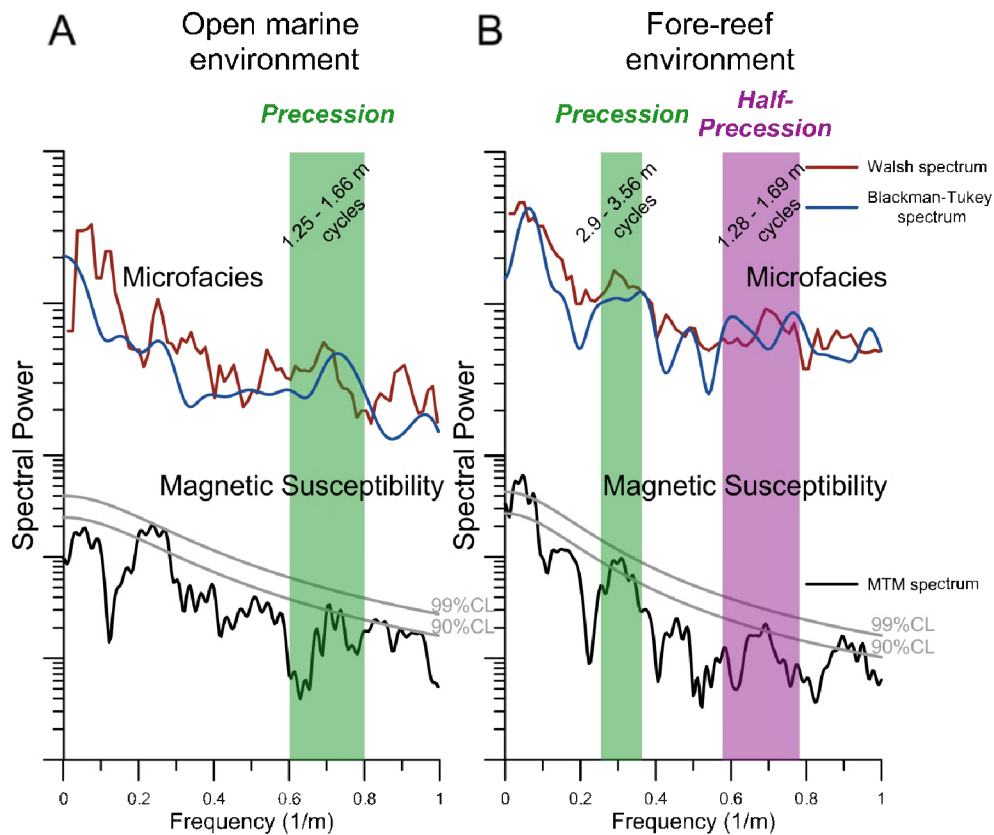 A
Open marine
environment
B
Fore-reef
environment
Precession
Precession
Half-
Precession
1.25 - 1.66 m
cycles
2.9 - 3.56 m
cycles
1.28 - 1.69 m
cycles
Walsh spectrum
Blackman-Tukey
spectrum
Microfacies
Microfacies
Spectral Power
Spectral Power
Magnetic Susceptibility
Magnetic Susceptibility
MTM spectrum
99%CL
90%CL
99%CL
90%CL
0 0.2 0.4 0.6 0.8 1
0 0.2 0.4 0.6 0.8 1
Frequency (1/m)
Frequency (1/m)